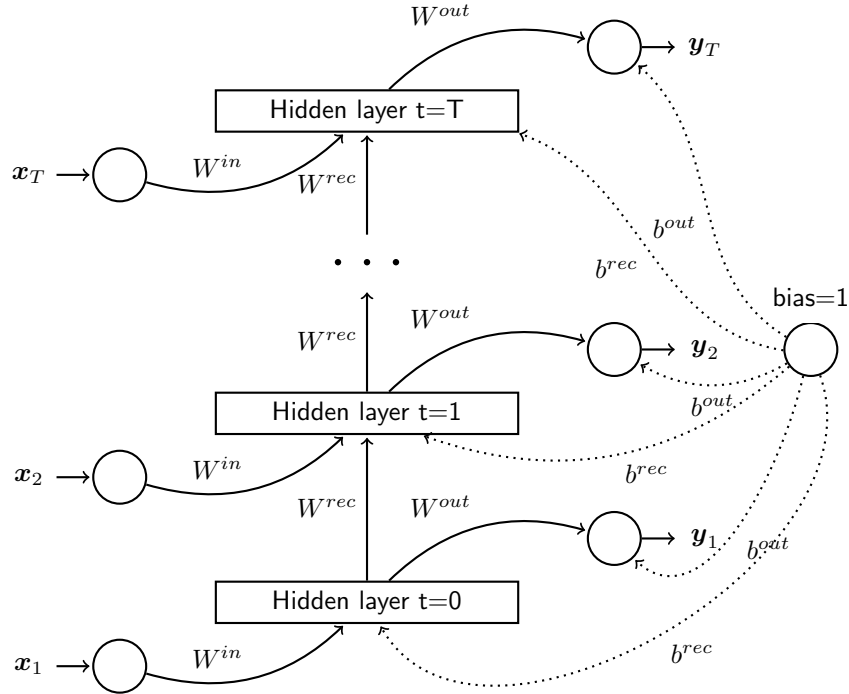 W^{out}
y_T
Hidden layer t=T
x_T
W^{in}
W^{rec}
b^{out}
b^{rec}
. . .
bias=1
W^{rec}
W^{out}
y_2
Hidden layer t=1
b^{out}
x_2
W^{in}
b^{rec}
W^{rec}
W^{out}
y_1
b^{out}
Hidden layer t=0
x_1
W^{in}
b^{rec}